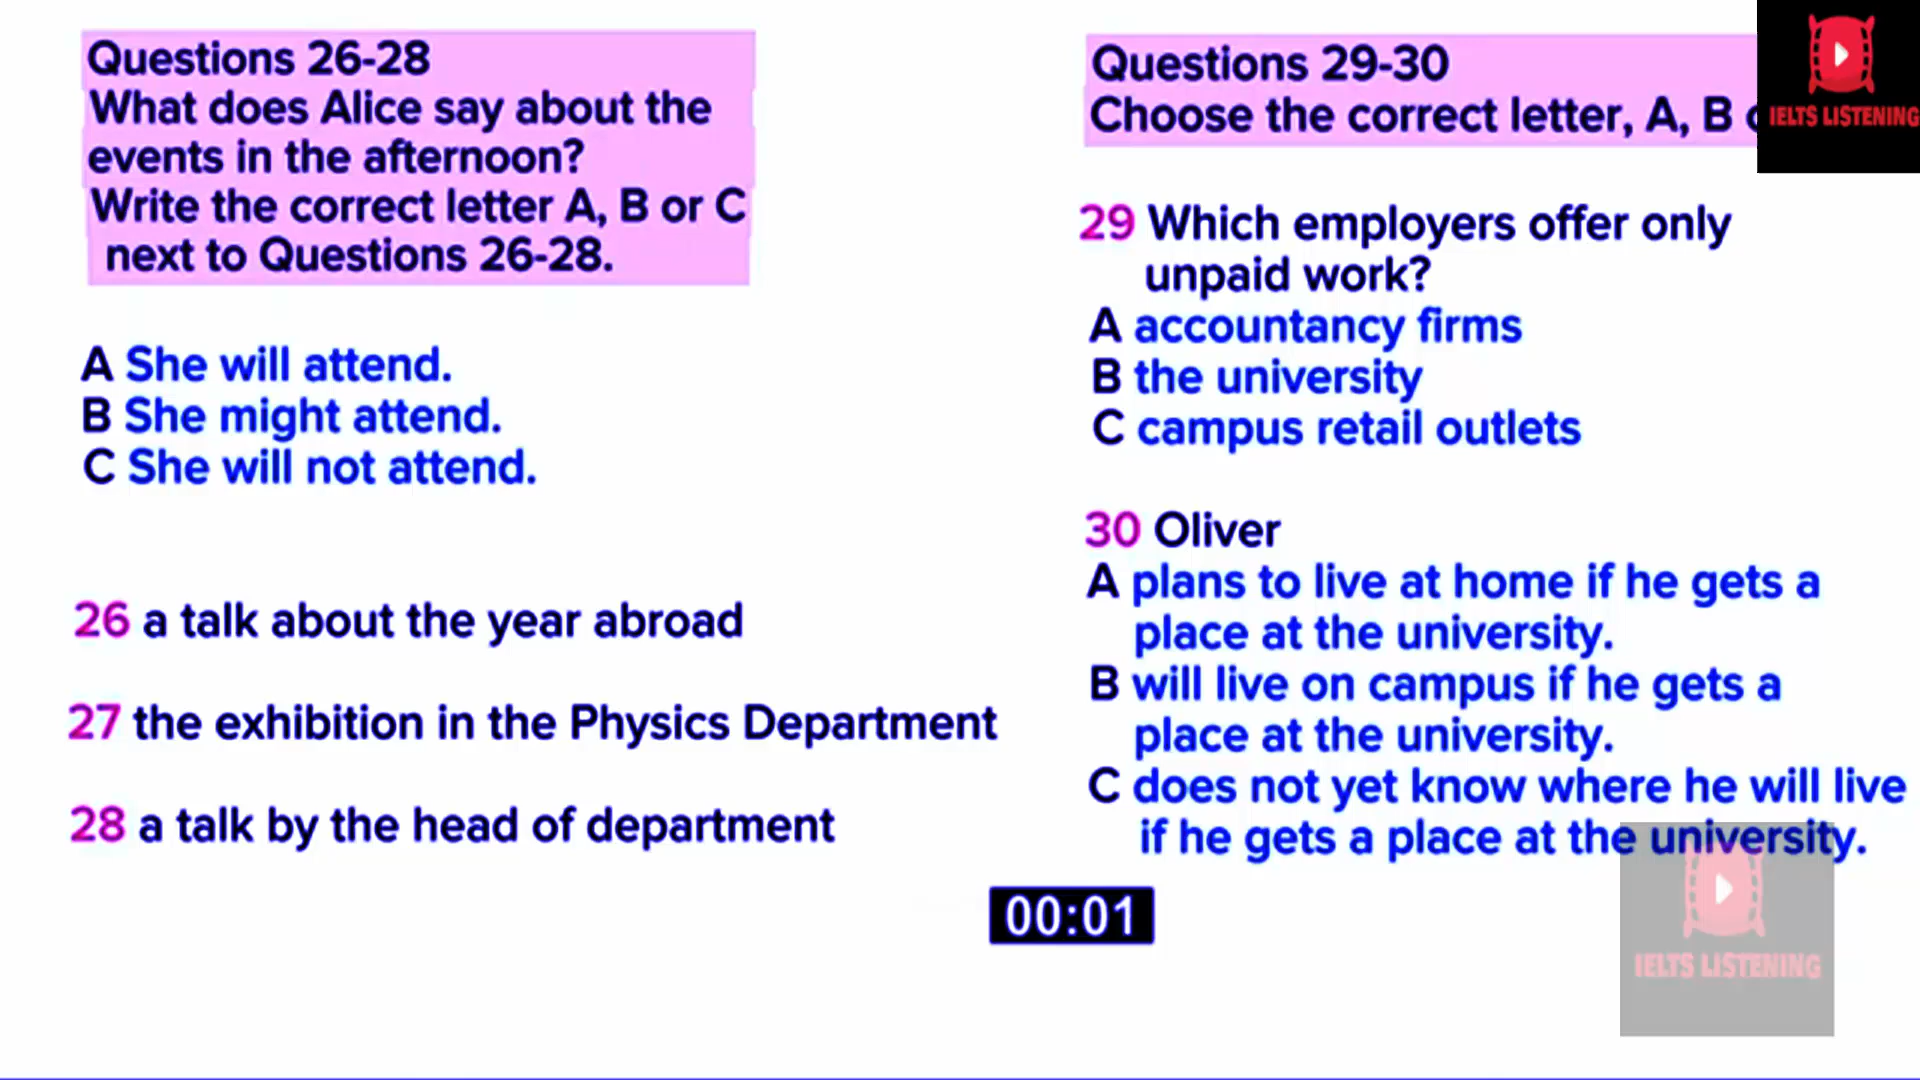 Questions 26-28
What does Alice say about the
events in the afternoon?
Write the correct letter A, B or C
next to Questions 26-28.
A She will attend.
B She might attend.
C She will not attend.
26 a talk about the year abroad
27 the exhibition in the Physics Department
28 a talk by the head of department
Questions 29-30
Choose the correct letter, A, B
29 Which employers offer only
unpaid work?
A accountancy firms
B the university
C campus retail outlets
30 Oliver
A plans to live at home if he gets a
place at the university.
B will live on campus if he gets a
place at the university.
C does not yet know where he will live
if he gets a place at the university.
00:01
IELTS LISTENING
IELTS LISTENING